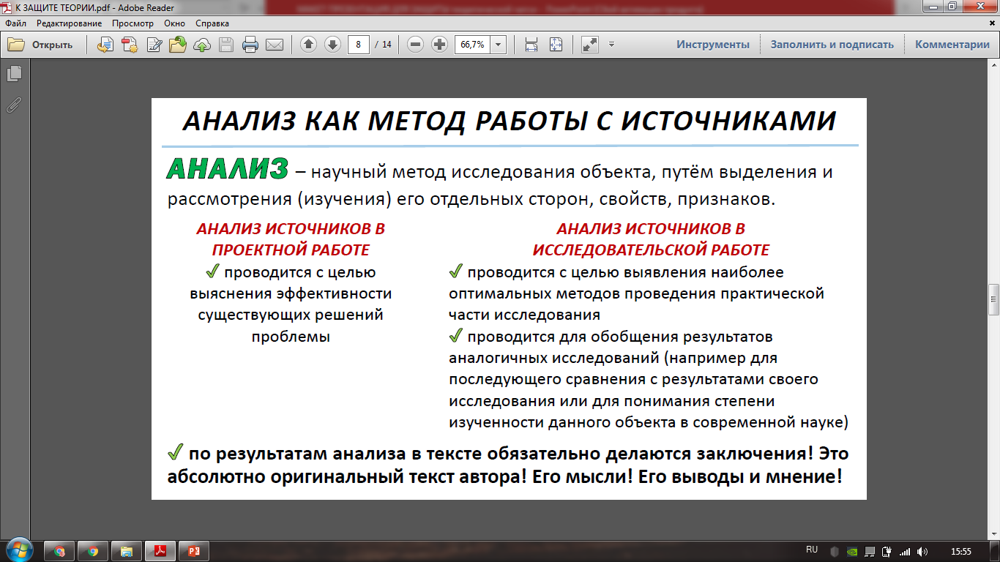 К ЗАЩИТЕ ТЕОРИИ.pdf - Adobe Reader
Файл Редактирование Просмотр Окно Справка
Открыть 8 / 14 66,7% Инструменты Заполнить и подписать Комментарии
АНАЛИЗ КАК МЕТОД РАБОТЫ С ИСТОЧНИКАМИ
АНАЛИЗ – научный метод исследования объекта, путём выделения и
рассмотрения (изучения) его отдельных сторон, свойств, признаков.
АНАЛИЗ ИСТОЧНИКОВ В
ПРОЕКТНОЙ РАБОТЕ
✓ проводится с целью
выяснения эффективности
существующих решений
проблемы
АНАЛИЗ ИСТОЧНИКОВ В
ИССЛЕДОВАТЕЛЬСКОЙ РАБОТЕ
✓ проводится с целью выявления наиболее
оптимальных методов проведения практической
части исследования
✓ проводится для обобщения результатов
аналогичных исследований (например для
последующего сравнения с результатами своего
исследования или для понимания степени
изученности данного объекта в современной науке)
✓ по результатам анализа в тексте обязательно делаются заключения! Это
абсолютно оригинальный текст автора! Его мысли! Его выводы и мнение!
RU 15:55